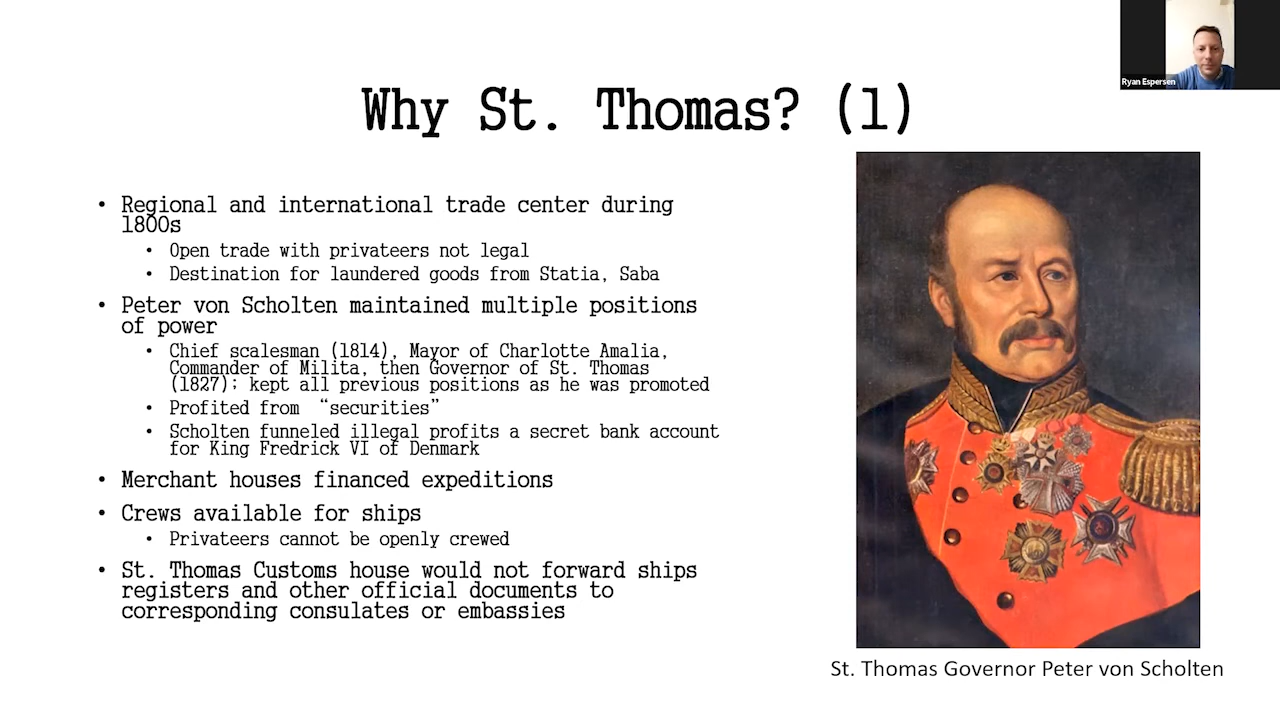 Ryan Espersen
Why St. Thomas? (1)
• Regional and international trade center during
1800s
• Open trade with privateers not legal
• Destination for laundered goods from Statia, Saba
• Peter von Scholten maintained multiple positions
of power
• Chief scalesman (1814), Mayor of Charlotte Amalia,
Commander of Milita, then Governor of St. Thomas
(1827); kept all previous positions as he was promoted
• Profited from “securities”
• Scholten funneled illegal profits a secret bank account
for King Fredrick VI of Denmark
• Merchant houses financed expeditions
• Crews available for ships
• Privateers cannot be openly crewed
• St. Thomas Customs house would not forward ships
registers and other official documents to
corresponding consulates or embassies
St. Thomas Governor Peter von Scholten